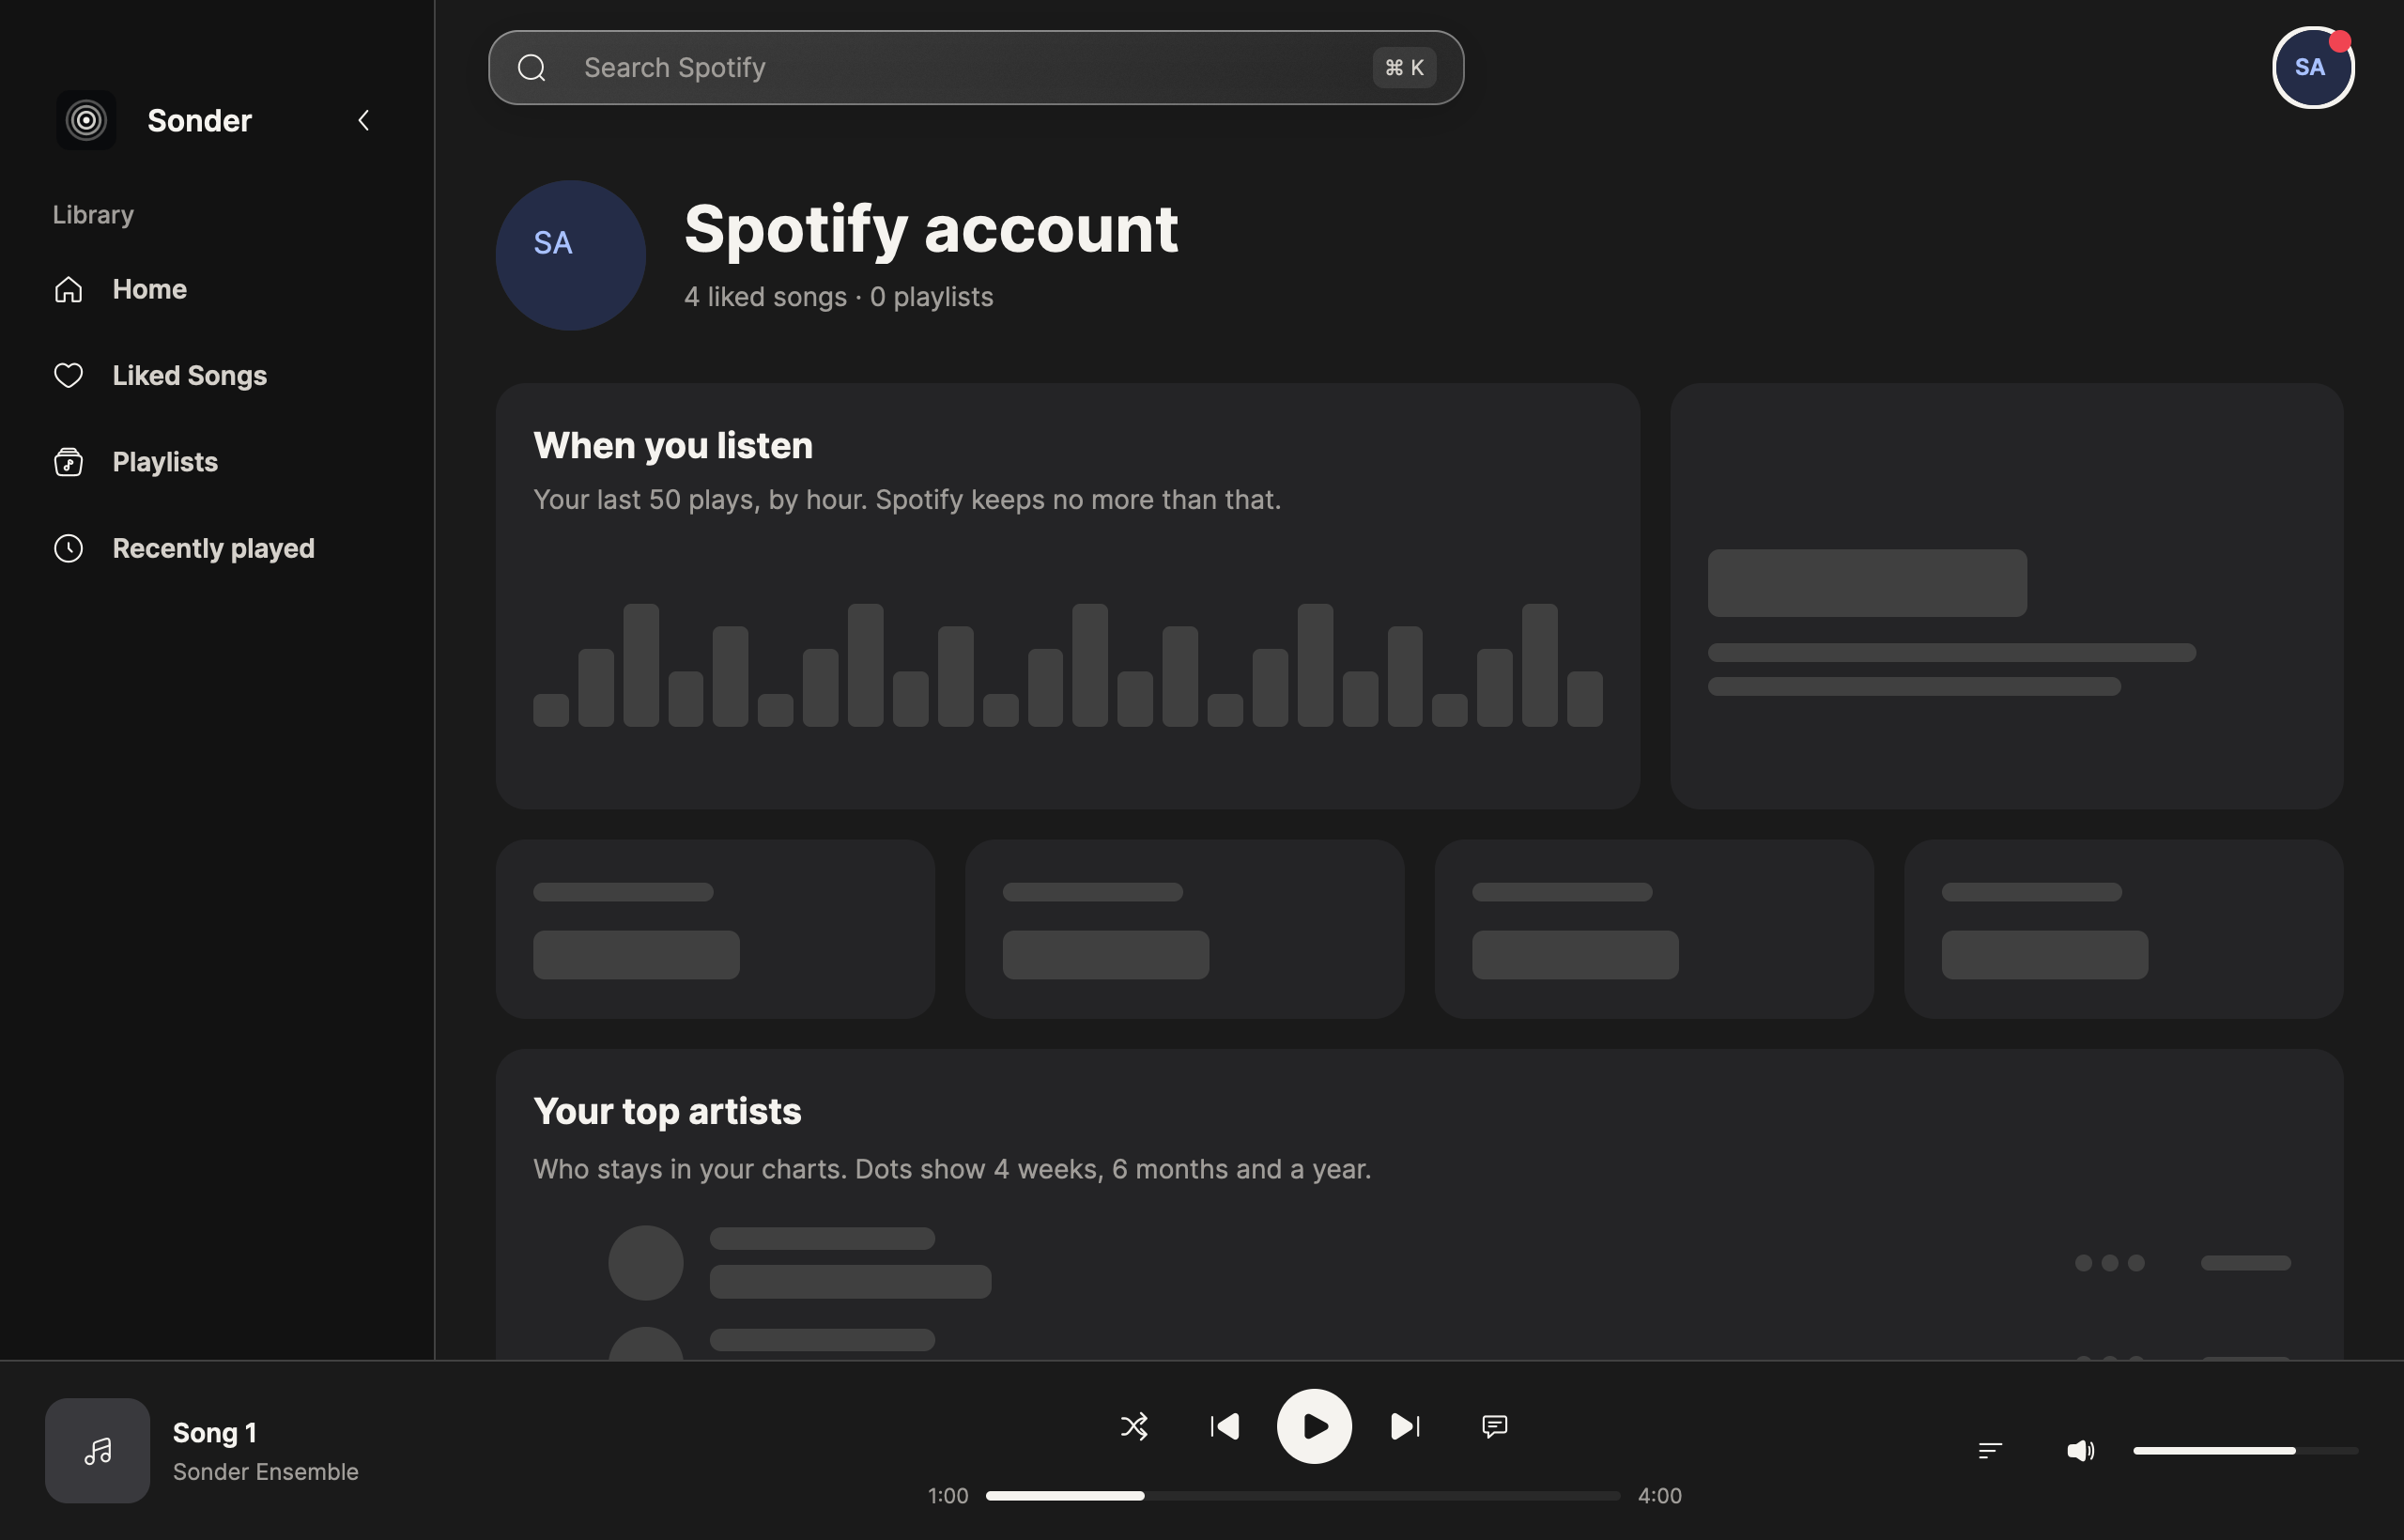 Search Spotify
⌘ K
SA
Sonder
Library
Home
Liked Songs
Playlists
Recently played
SA
Spotify account
4 liked songs · 0 playlists
When you listen
Your last 50 plays, by hour. Spotify keeps no more than that.
Your top artists
Who stays in your charts. Dots show 4 weeks, 6 months and a year.
Song 1
Sonder Ensemble
1:00
4:00